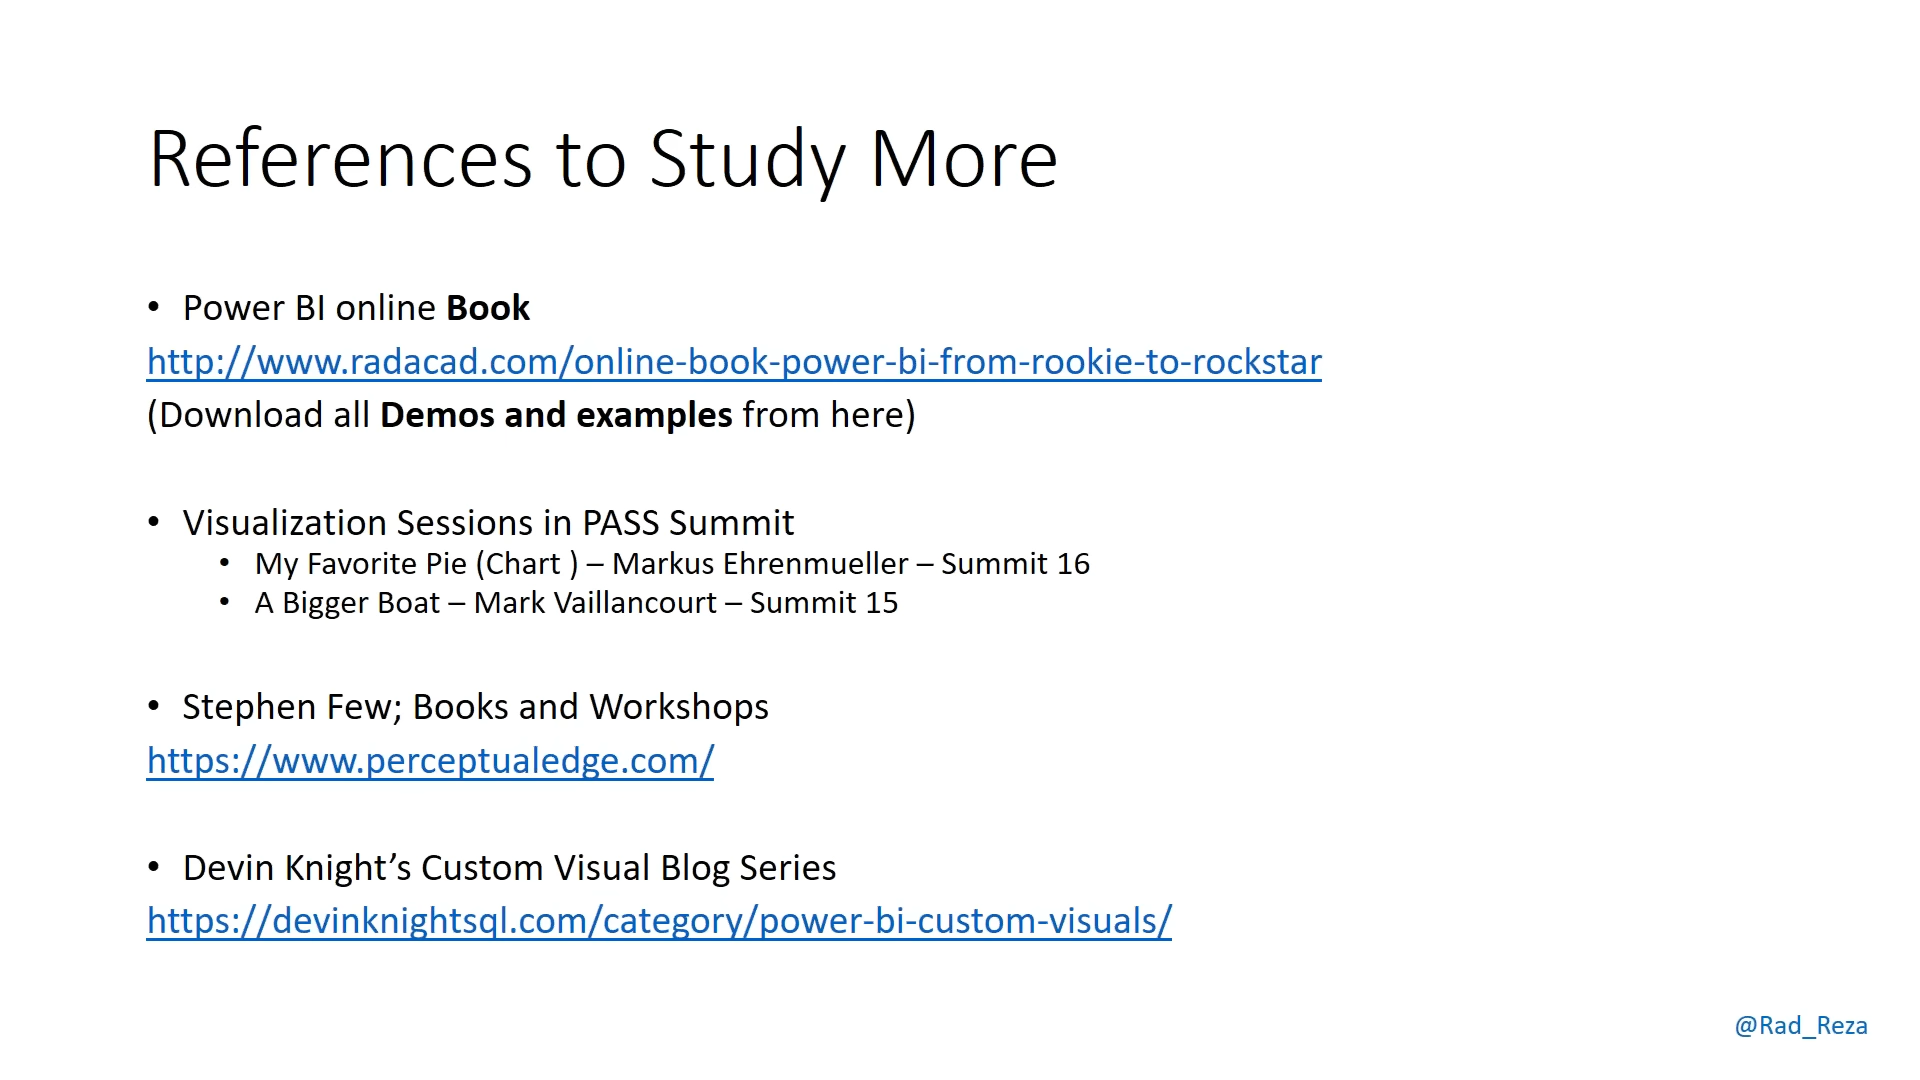 References to Study More
• Power BI online Book
http://www.radacad.com/online-book-power-bi-from-rookie-to-rockstar
(Download all Demos and examples from here)
• Visualization Sessions in PASS Summit
• My Favorite Pie (Chart ) – Markus Ehrenmueller – Summit 16
• A Bigger Boat – Mark Vaillancourt – Summit 15
• Stephen Few; Books and Workshops
https://www.perceptualedge.com/
• Devin Knight’s Custom Visual Blog Series
https://devinknightsql.com/category/power-bi-custom-visuals/
@Rad_Reza